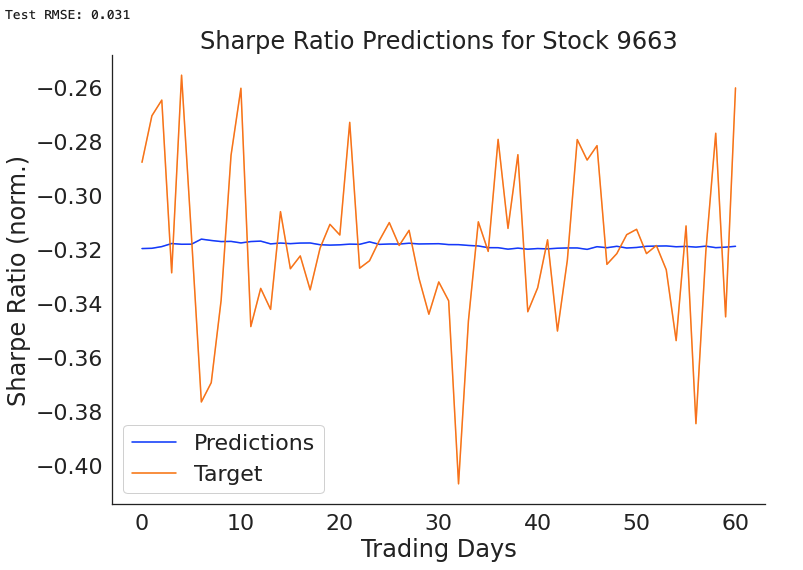 Test RMSE: 0.031
Sharpe Ratio Predictions for Stock 9663
Sharpe Ratio (norm.)
−0.26
−0.28
−0.30
−0.32
−0.34
−0.36
−0.38
−0.40
Predictions
Target
0 10 20 30 40 50 60
Trading Days